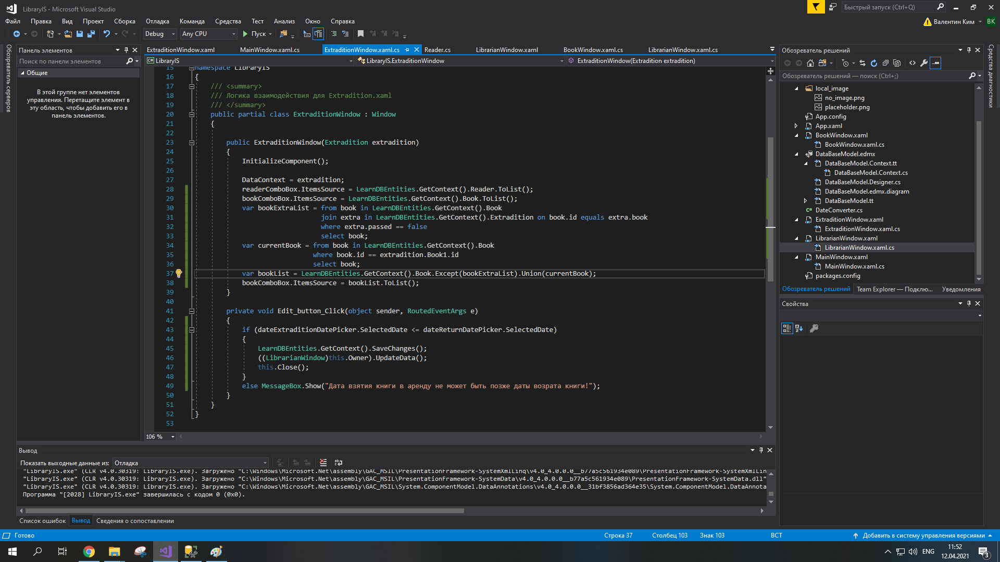 LibraryIS - Microsoft Visual Studio
Быстрый запуск (Ctrl+Q)
Файл Правка Вид Проект Сборка Отладка Команда Средства Тест Анализ Окно Справка
Валентин Ким ВК
Debug Any CPU Пуск
Обозреватель серверов
Панель элементов
Поиск по панели элементов
Общие
В этой группе нет элементов
управления. Перетащите элемент в
эту область, чтобы добавить его в
панель элементов.
ExtraditionWindow.xaml MainWindow.xaml.cs ExtraditionWindow.xaml.cs Reader.cs LibrarianWindow.xaml BookWindow.xaml.cs LibrarianWindow.xaml.cs
LibraryIS LibraryIS.ExtraditionWindow ExtraditionWindow(Extradition extradition)
15 namespace LibraryIS
16 {
17 /// <summary>
18 /// Логика взаимодействия для Extradition.xaml
19 /// </summary>
20 public partial class ExtraditionWindow : Window
21 {
22
23 public ExtraditionWindow(Extradition extradition)
24 {
25 InitializeComponent();
26
27 DataContext = extradition;
28 readerComboBox.ItemsSource = LearnDBEntities.GetContext().Reader.ToList();
29 bookComboBox.ItemsSource = LearnDBEntities.GetContext().Book.ToList();
30 var bookExtraList = from book in LearnDBEntities.GetContext().Book
31 join extra in LearnDBEntities.GetContext().Extradition on book.id equals extra.book
32 where extra.passed == false
33 select book;
34 var currentBook = from book in LearnDBEntities.GetContext().Book
35 where book.id == extradition.Book1.id
36 select book;
37 var bookList = LearnDBEntities.GetContext().Book.Except(bookExtraList).Union(currentBook);
38 bookComboBox.ItemsSource = bookList.ToList();
39 }
40
41 private void Edit_button_Click(object sender, RoutedEventArgs e)
42 {
43 if (dateExtraditionDatePicker.SelectedDate <= dateReturnDatePicker.SelectedDate)
44 {
45 LearnDBEntities.GetContext().SaveChanges();
46 ((LibrarianWindow)this.Owner).UpdateData();
47 this.Close();
48 }
49 else MessageBox.Show("Дата взятия книги в аренду не может быть позже даты возрата книги!");
50 }
51 }
52 }
53
106 %
Обозреватель решений
Обозреватель решений — поиск (Ctrl+;)
local_image
no_image.png
placeholder.png
App.config
App.xaml
BookWindow.xaml
BookWindow.xaml.cs
DataBaseModel.edmx
DataBaseModel.Context.tt
DataBaseModel.Context.cs
DataBaseModel.Designer.cs
DataBaseModel.edmx.diagram
DataBaseModel.tt
DateConverter.cs
ExtraditionWindow.xaml
ExtraditionWindow.xaml.cs
LibrarianWindow.xaml
LibrarianWindow.xaml.cs
MainWindow.xaml
MainWindow.xaml.cs
packages.config
Обозреватель решений Team Explorer — Подклю... Уведомления
Свойства
Средства диагностики
Вывод
Показать выходные данные из: Отладка
"LibraryIS.exe" (CLR v4.0.30319: LibraryIS.exe). Загружено "C:\Windows\Microsoft.Net\assembly\GAC_MSIL\PresentationFramework-SystemXmlLinq\v4.0_4.0.0.0__b77a5c561934e089\PresentationFramework-SystemXmlLin
"LibraryIS.exe" (CLR v4.0.30319: LibraryIS.exe). Загружено "C:\Windows\Microsoft.Net\assembly\GAC_MSIL\PresentationFramework-SystemData\v4.0_4.0.0.0__b77a5c561934e089\PresentationFramework-SystemData.dll"
"LibraryIS.exe" (CLR v4.0.30319: LibraryIS.exe). Загружено "C:\Windows\Microsoft.Net\assembly\GAC_MSIL\System.ComponentModel.DataAnnotations\v4.0_4.0.0.0__31bf3856ad364e35\System.ComponentModel.DataAnnota
Программа "[2028] LibraryIS.exe" завершилась с кодом 0 (0x0).
Список ошибок Вывод Сведения о сопоставлении
Готово Строка 37 Столбец 103 Знак 103 ВСТ Добавить в систему управления версиями
ENG 11:52
12.04.2021
3